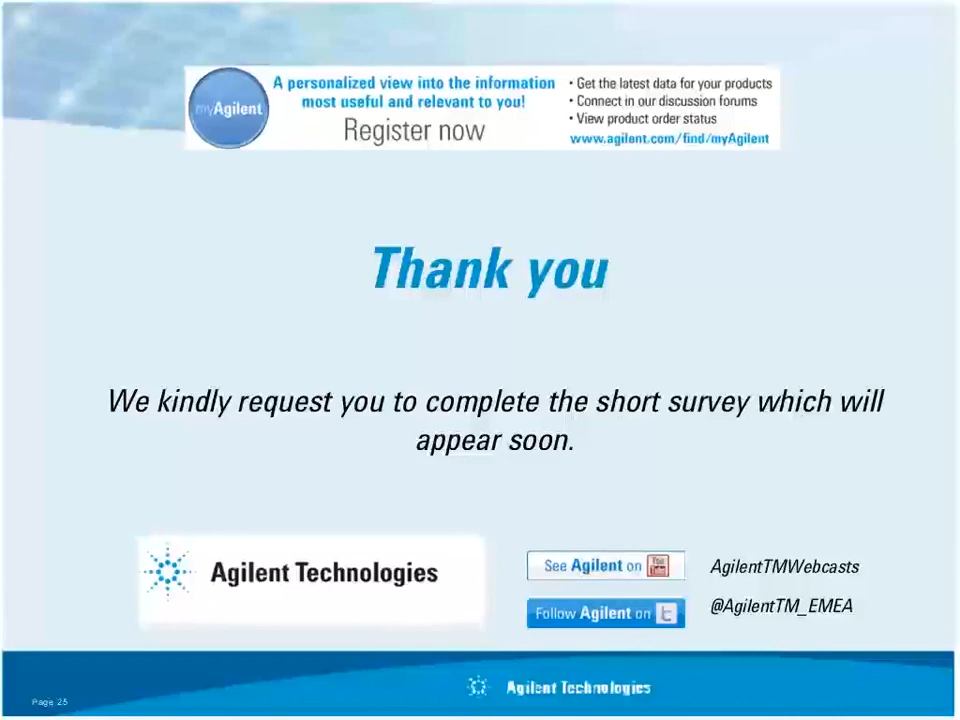 myAgilent
A personalized view into the information
most useful and relevant to you!
Register now
• Get the latest data for your products
• Connect in our discussion forums
• View product order status
www.agilent.com/find/myAgilent
Thank you
We kindly request you to complete the short survey which will
appear soon.
Agilent Technologies
See Agilent on You Tube
AgilentTMWebcasts
Follow Agilent on t
@AgilentTM_EMEA
Agilent Technologies
Page 25